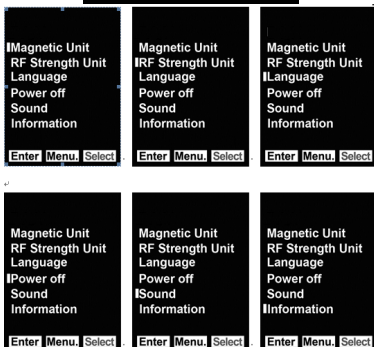 Magnetic Unit
RF Strength Unit
Language
Power off
Sound
Information
Enter Menu. Select
Magnetic Unit
RF Strength Unit
Language
Power off
Sound
Information
Enter Menu. Select
Magnetic Unit
RF Strength Unit
Language
Power off
Sound
Information
Enter Menu. Select
Magnetic Unit
RF Strength Unit
Language
Power off
Sound
Information
Enter Menu. Select
Magnetic Unit
RF Strength Unit
Language
Power off
Sound
Information
Enter Menu. Select
Magnetic Unit
RF Strength Unit
Language
Power off
Sound
Information
Enter Menu. Select